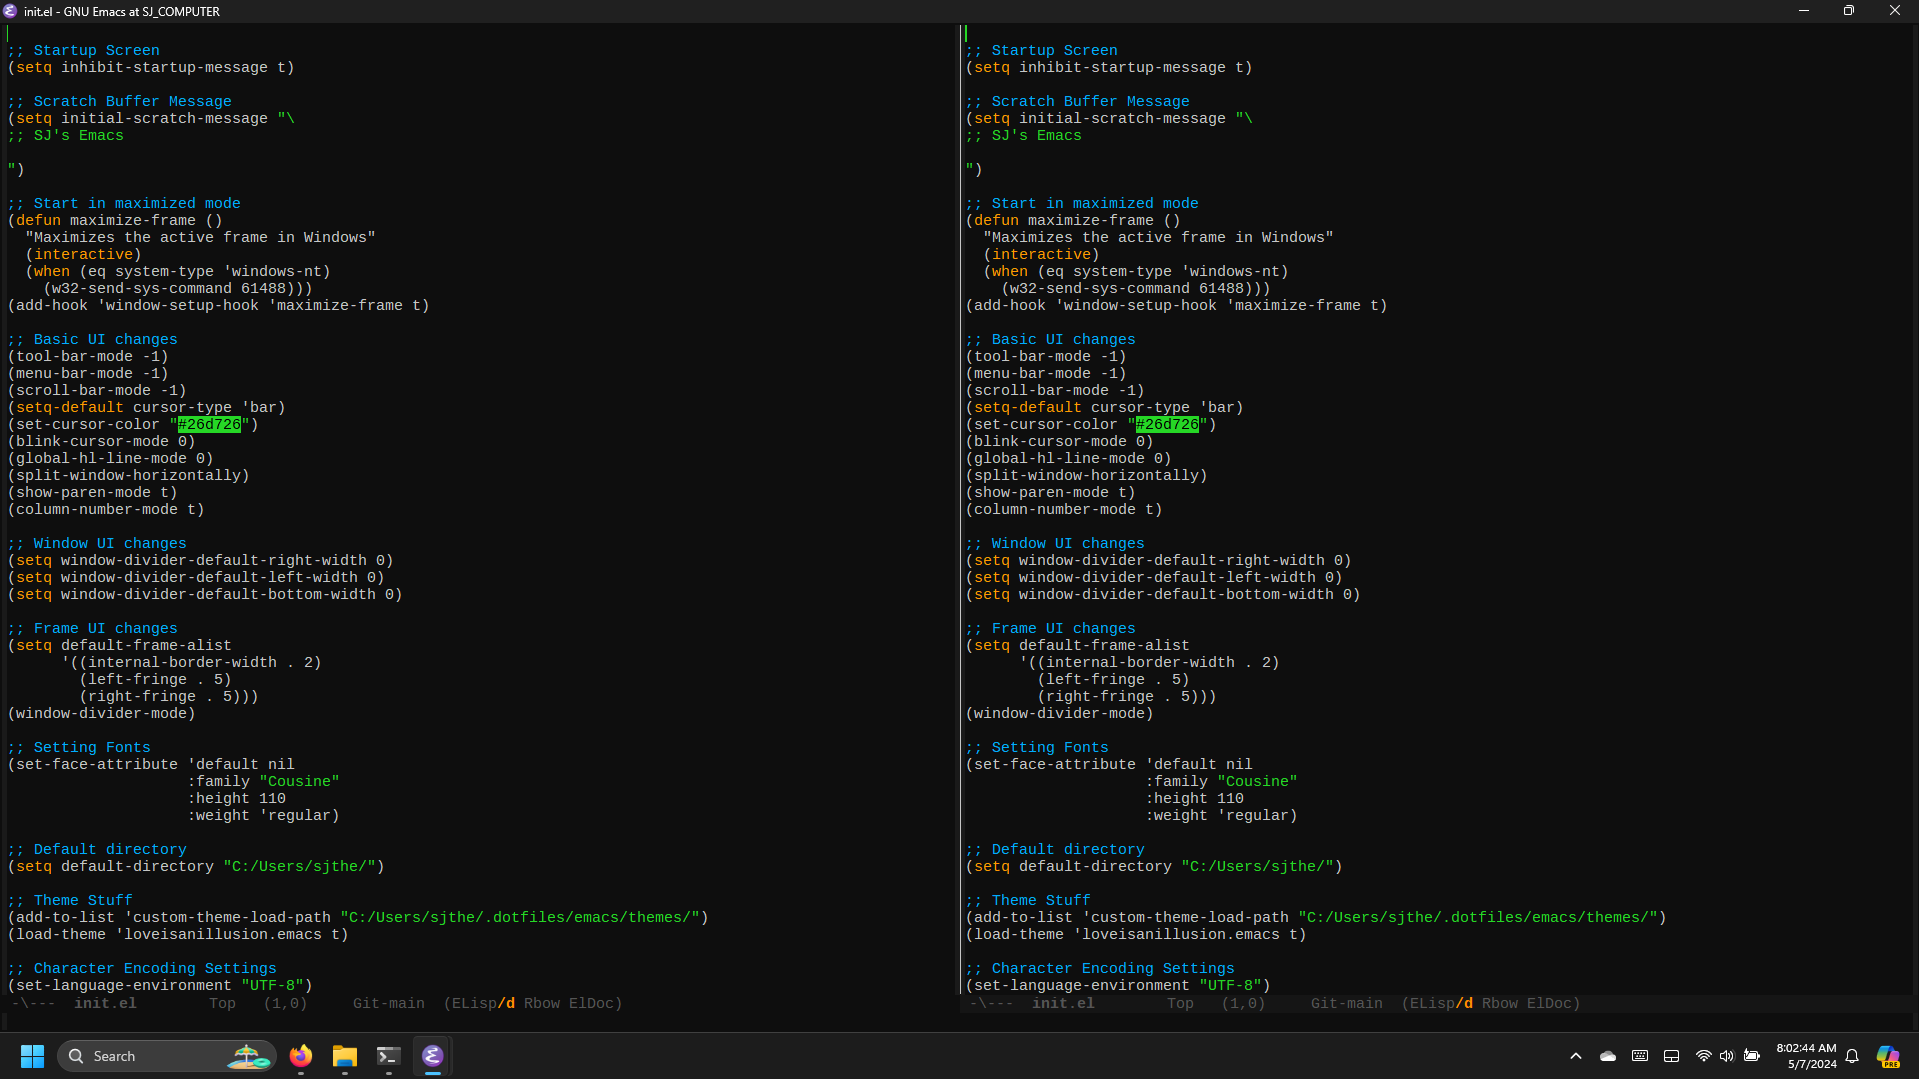 init.el - GNU Emacs at SJ_COMPUTER
;; Startup Screen
(setq inhibit-startup-message t)

;; Scratch Buffer Message
(setq initial-scratch-message "\
;; SJ's Emacs

")

;; Start in maximized mode
(defun maximize-frame ()
  "Maximizes the active frame in Windows"
  (interactive)
  (when (eq system-type 'windows-nt)
    (w32-send-sys-command 61488)))
(add-hook 'window-setup-hook 'maximize-frame t)

;; Basic UI changes
(tool-bar-mode -1)
(menu-bar-mode -1)
(scroll-bar-mode -1)
(setq-default cursor-type 'bar)
(set-cursor-color "#26d726")
(blink-cursor-mode 0)
(global-hl-line-mode 0)
(split-window-horizontally)
(show-paren-mode t)
(column-number-mode t)

;; Window UI changes
(setq window-divider-default-right-width 0)
(setq window-divider-default-left-width 0)
(setq window-divider-default-bottom-width 0)

;; Frame UI changes
(setq default-frame-alist
      '((internal-border-width . 2)
        (left-fringe . 5)
        (right-fringe . 5)))
(window-divider-mode)

;; Setting Fonts
(set-face-attribute 'default nil
                    :family "Cousine"
                    :height 110
                    :weight 'regular)

;; Default directory
(setq default-directory "C:/Users/sjthe/")

;; Theme Stuff
(add-to-list 'custom-theme-load-path "C:/Users/sjthe/.dotfiles/emacs/themes/")
(load-theme 'loveisanillusion.emacs t)

;; Character Encoding Settings
(set-language-environment "UTF-8")
-\---  init.el        Top   (1,0)     Git-main  (ELisp/d Rbow ElDoc)
;; Startup Screen
(setq inhibit-startup-message t)

;; Scratch Buffer Message
(setq initial-scratch-message "\
;; SJ's Emacs

")

;; Start in maximized mode
(defun maximize-frame ()
  "Maximizes the active frame in Windows"
  (interactive)
  (when (eq system-type 'windows-nt)
    (w32-send-sys-command 61488)))
(add-hook 'window-setup-hook 'maximize-frame t)

;; Basic UI changes
(tool-bar-mode -1)
(menu-bar-mode -1)
(scroll-bar-mode -1)
(setq-default cursor-type 'bar)
(set-cursor-color "#26d726")
(blink-cursor-mode 0)
(global-hl-line-mode 0)
(split-window-horizontally)
(show-paren-mode t)
(column-number-mode t)

;; Window UI changes
(setq window-divider-default-right-width 0)
(setq window-divider-default-left-width 0)
(setq window-divider-default-bottom-width 0)

;; Frame UI changes
(setq default-frame-alist
      '((internal-border-width . 2)
        (left-fringe . 5)
        (right-fringe . 5)))
(window-divider-mode)

;; Setting Fonts
(set-face-attribute 'default nil
                    :family "Cousine"
                    :height 110
                    :weight 'regular)

;; Default directory
(setq default-directory "C:/Users/sjthe/")

;; Theme Stuff
(add-to-list 'custom-theme-load-path "C:/Users/sjthe/.dotfiles/emacs/themes/")
(load-theme 'loveisanillusion.emacs t)

;; Character Encoding Settings
(set-language-environment "UTF-8")
-\---  init.el        Top   (1,0)     Git-main  (ELisp/d Rbow ElDoc)
Search
8:02:44 AM
5/7/2024
PRE